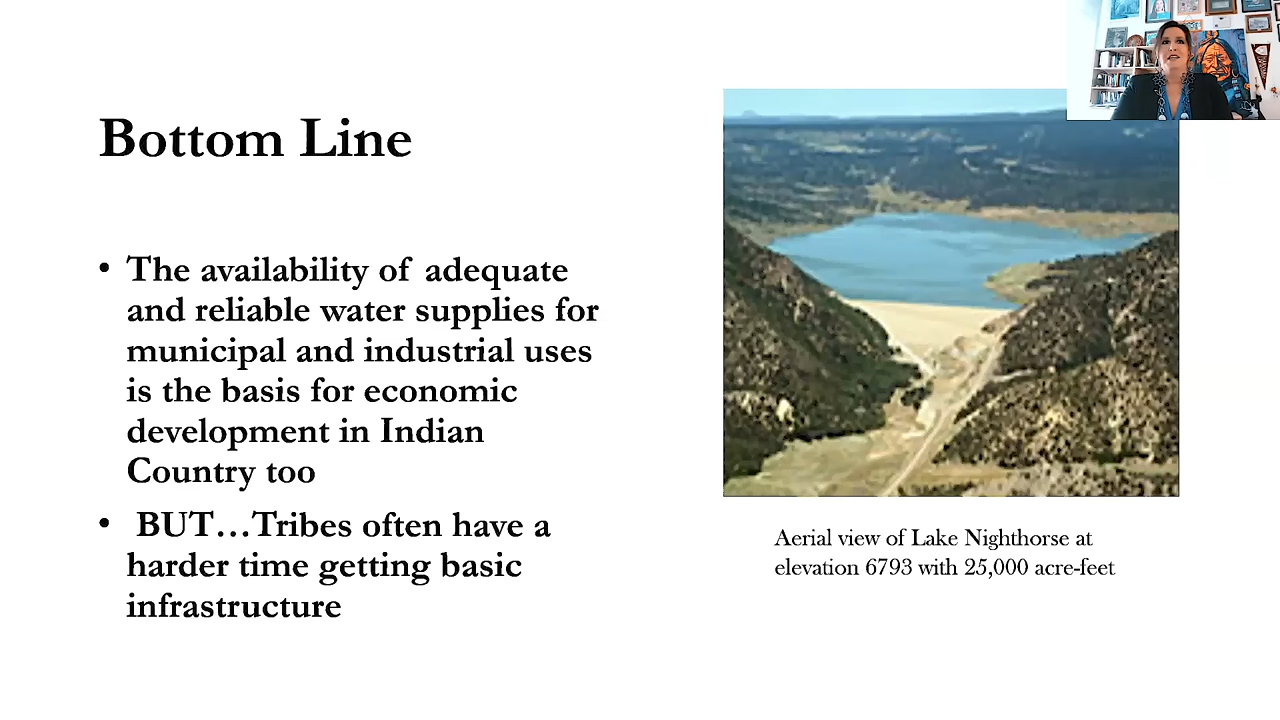 Bottom Line
• The availability of adequate
and reliable water supplies for
municipal and industrial uses
is the basis for economic
development in Indian
Country too
• BUT…Tribes often have a
harder time getting basic
infrastructure
Aerial view of Lake Nighthorse at
elevation 6793 with 25,000 acre-feet